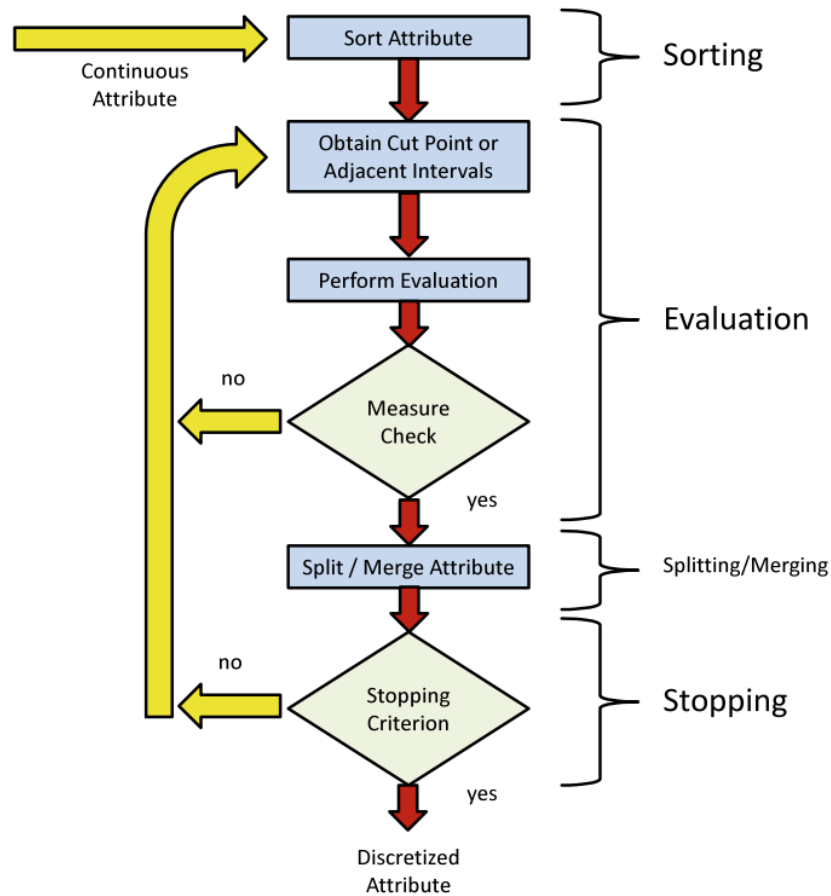 Sort Attribute
Sorting
Continuous
Attribute
Obtain Cut Point or
Adjacent Intervals
Perform Evaluation
Evaluation
no
Measure
Check
yes
Split / Merge Attribute
Splitting/Merging
no
Stopping
Criterion
Stopping
yes
Discretized
Attribute